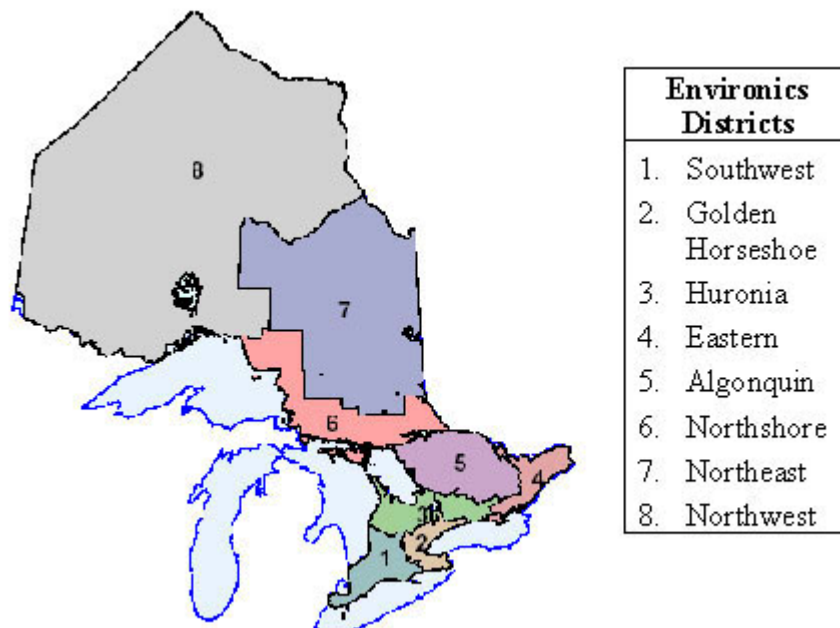 Environics
Districts
1. Southwest
2. Golden
Horseshoe
3. Huronia
4. Eastern
5. Algonquin
6. Northshore
7. Northeast
8. Northwest
8
7
6
5
4
2
1